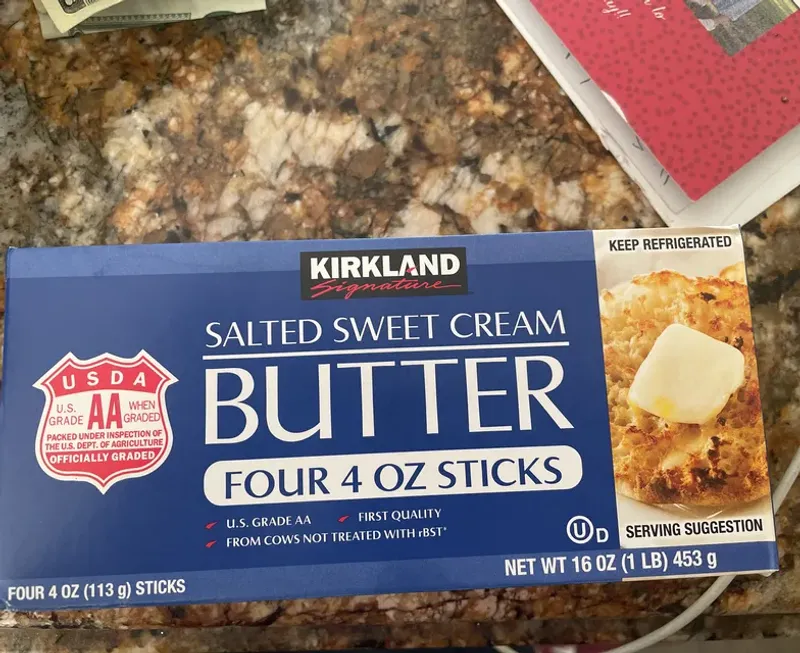 KEEP REFRIGERATED
KIRKLAND
Signature
SALTED SWEET CREAM
BUTTER
FOUR 4 OZ STICKS
USDA
U.S. GRADE AA WHEN GRADED
PACKED UNDER INSPECTION OF
THE U.S. DEPT. OF AGRICULTURE
OFFICIALLY GRADED
U.S. GRADE AA
FIRST QUALITY
FROM COWS NOT TREATED WITH rBST*
U D
SERVING SUGGESTION
NET WT 16 OZ (1 LB) 453 g
FOUR 4 OZ (113 g) STICKS